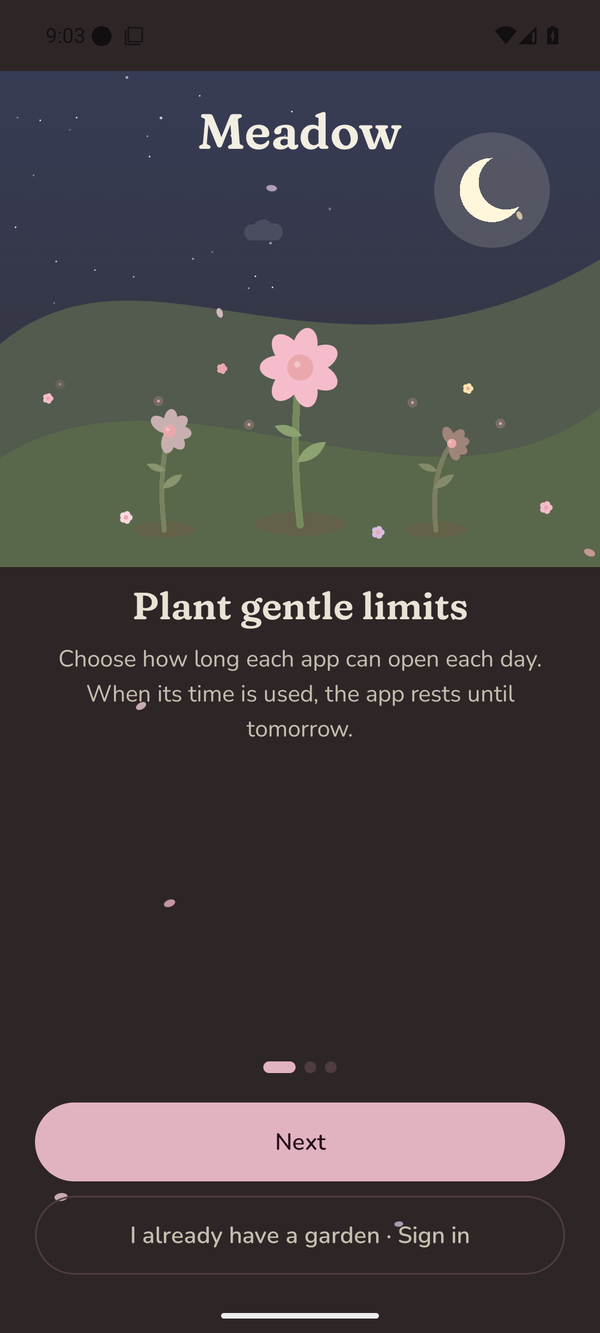 9:03
Meadow
Plant gentle limits
Choose how long each app can open each day.
When its time is used, the app rests until
tomorrow.
Next
I already have a garden · Sign in